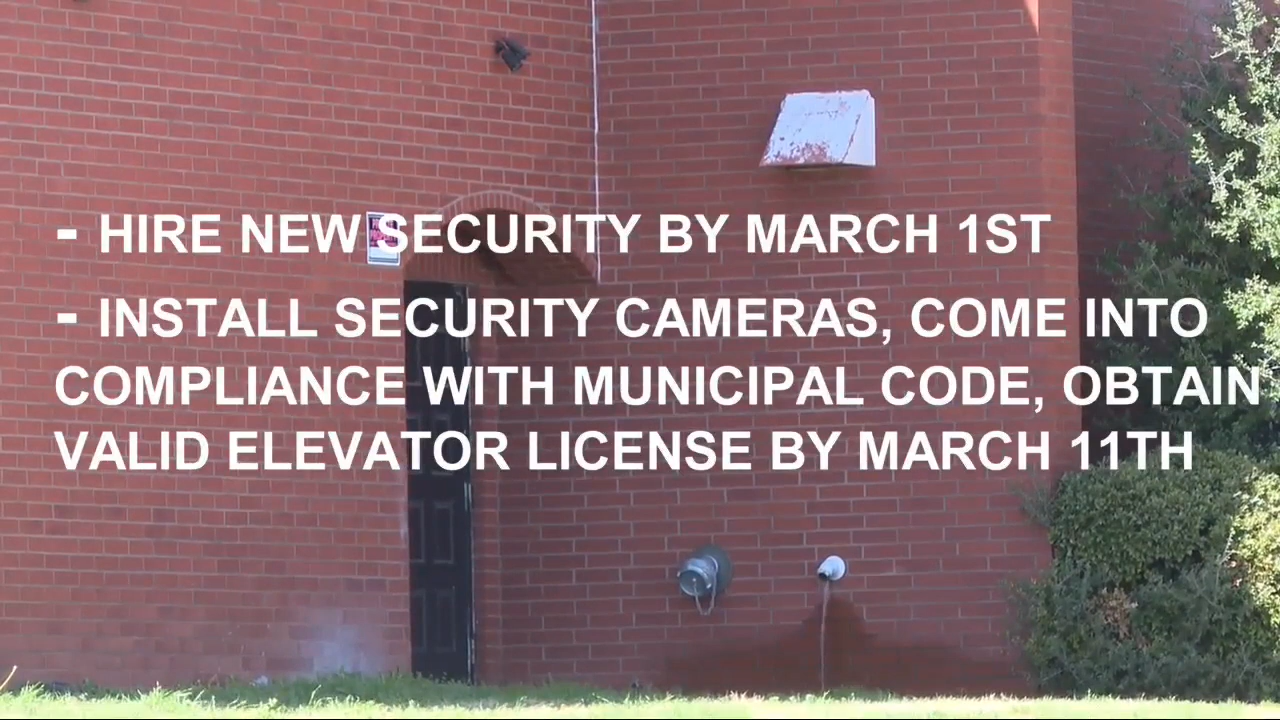 - HIRE NEW SECURITY BY MARCH 1ST
- INSTALL SECURITY CAMERAS, COME INTO
COMPLIANCE WITH MUNICIPAL CODE, OBTAIN
VALID ELEVATOR LICENSE BY MARCH 11TH